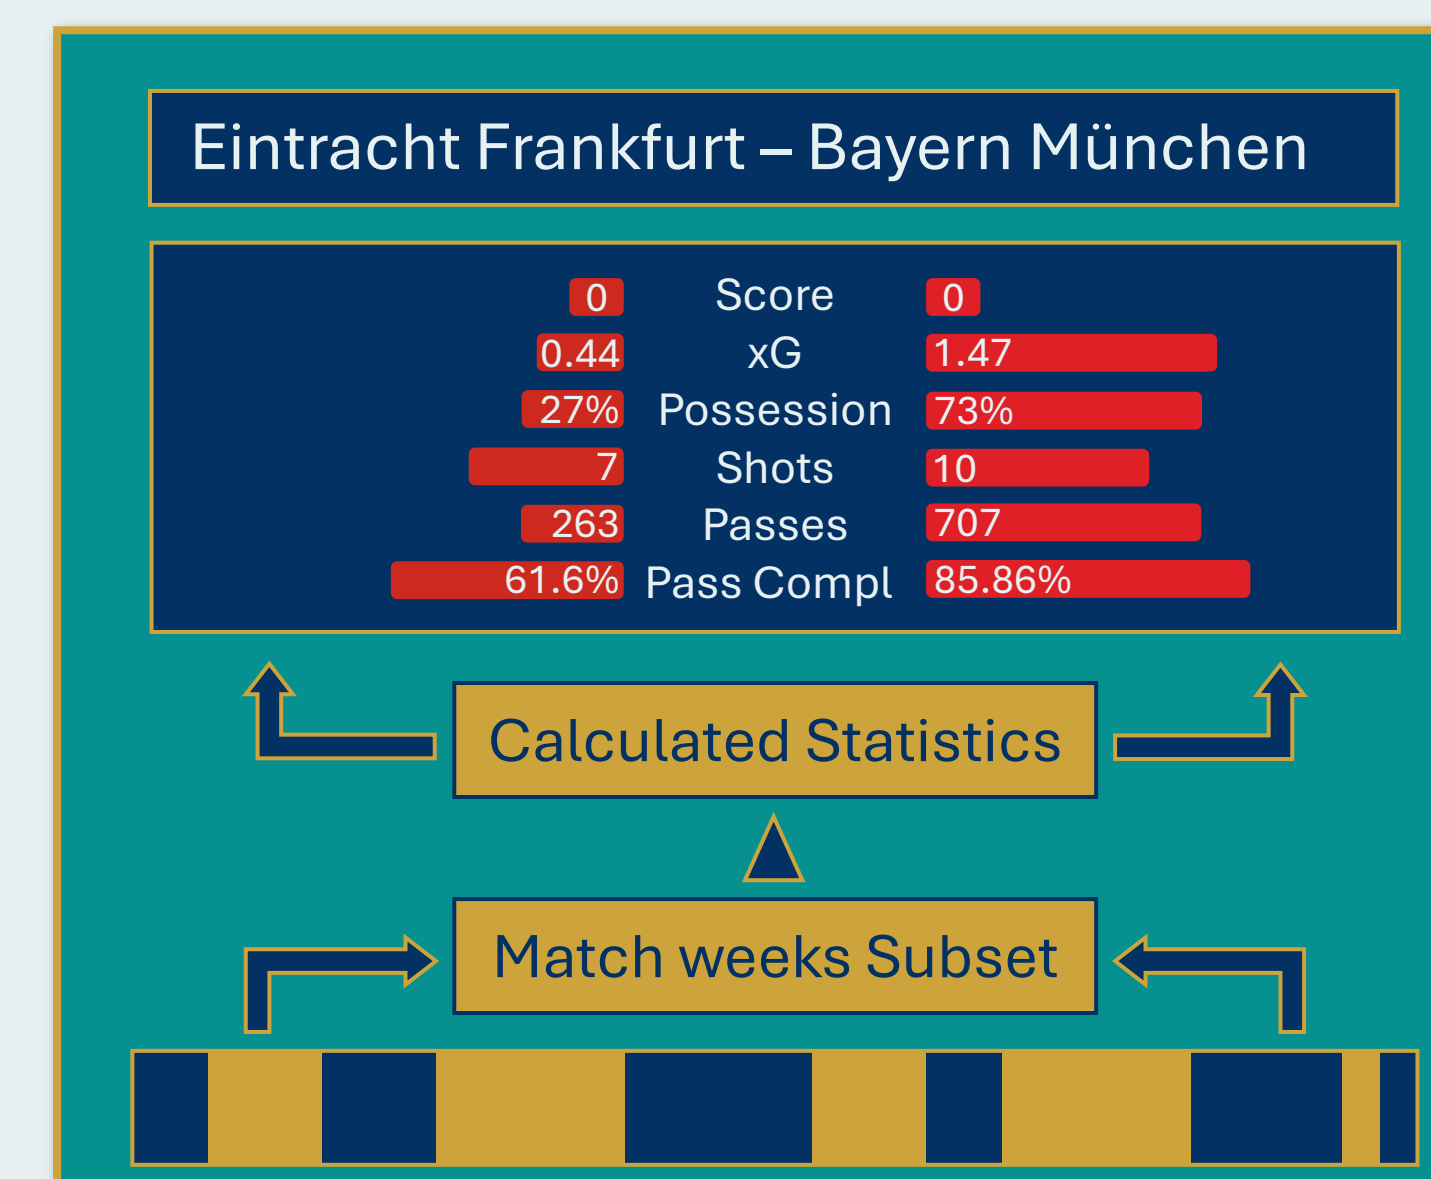 Eintracht Frankfurt – Bayern München
0 Score 0
0.44 xG 1.47
27% Possession 73%
7 Shots 10
263 Passes 707
61.6% Pass Compl 85.86%
Calculated Statistics
Match weeks Subset